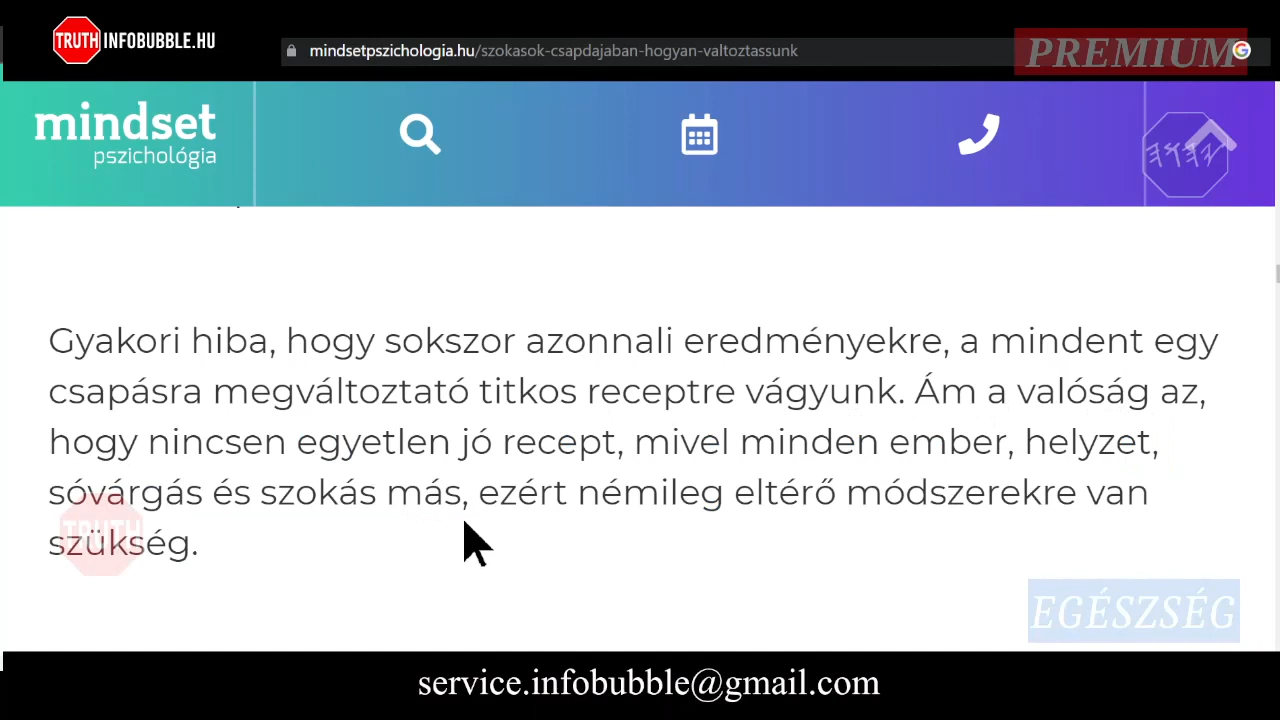 TRUTH INFOBUBBLE.HU
mindsetpszichologia.hu/szokasok-csapdajaban-hogyan-valtoztassunk
PREMIUM
mindset
pszichológia
Gyakori hiba, hogy sokszor azonnali eredményekre, a mindent egy
csapásra megváltoztató titkos receptre vágyunk. Ám a valóság az,
hogy nincsen egyetlen jó recept, mivel minden ember, helyzet,
sóvárgás és szokás más, ezért némileg eltérő módszerekre van
szükség.
TRUTH
EGÉSZSÉG
service.infobubble@gmail.com